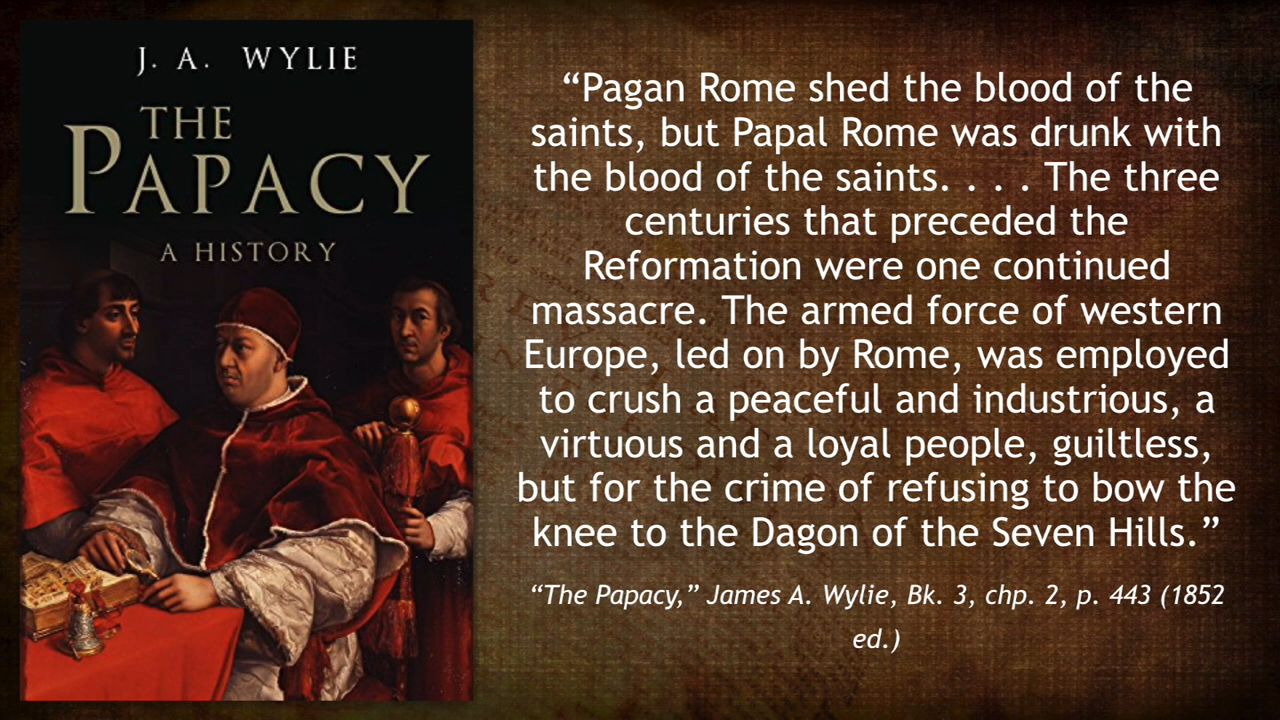 J. A. WYLIE
THE
PAPACY
A HISTORY
“Pagan Rome shed the blood of the
saints, but Papal Rome was drunk with
the blood of the saints. . . . The three
centuries that preceded the
Reformation were one continued
massacre. The armed force of western
Europe, led on by Rome, was employed
to crush a peaceful and industrious, a
virtuous and a loyal people, guiltless,
but for the crime of refusing to bow the
knee to the Dagon of the Seven Hills.”
“The Papacy,” James A. Wylie, Bk. 3, chp. 2, p. 443 (1852
ed.)